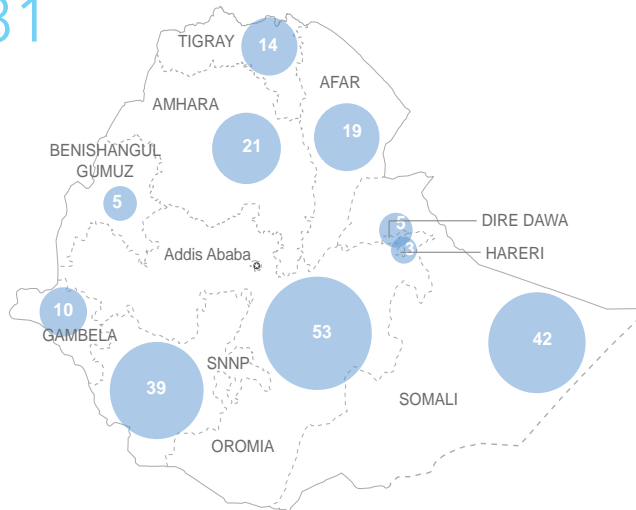 31
TIGRAY
14
AFAR
AMHARA
19
21
BENISHANGUL
GUMUZ
5
5
DIRE DAWA
3
HARERI
Addis Ababa
10
GAMBELA
53
42
SNNP
39
SOMALI
OROMIA